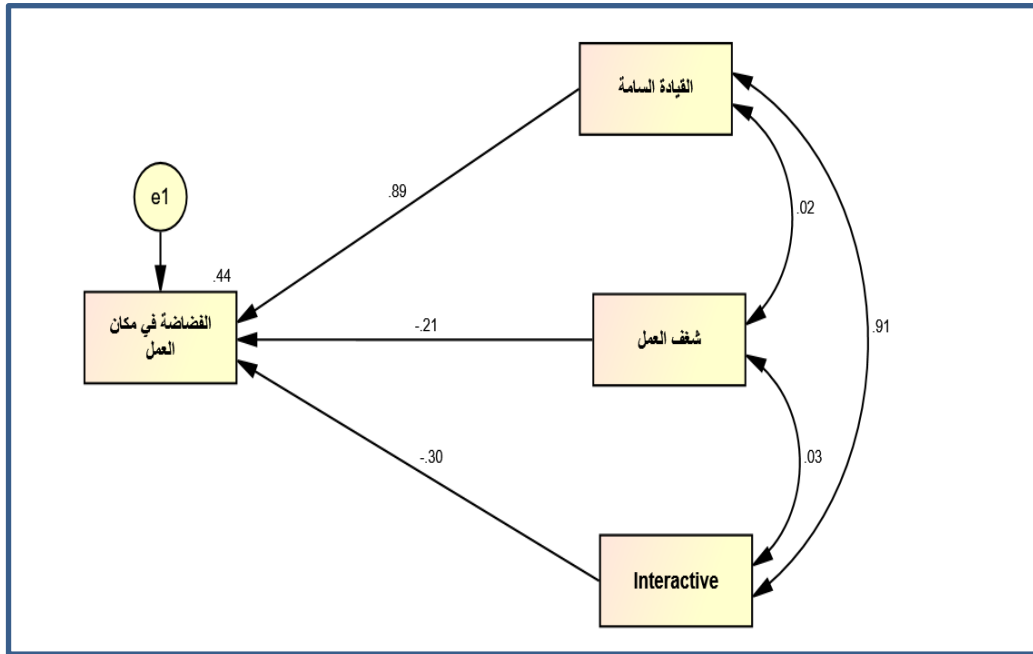 القيادة السامة
e1
.89
.02
.44
الفضاضة في مكان
العمل
-.21
شغف العمل
.91
-.30
.03
Interactive